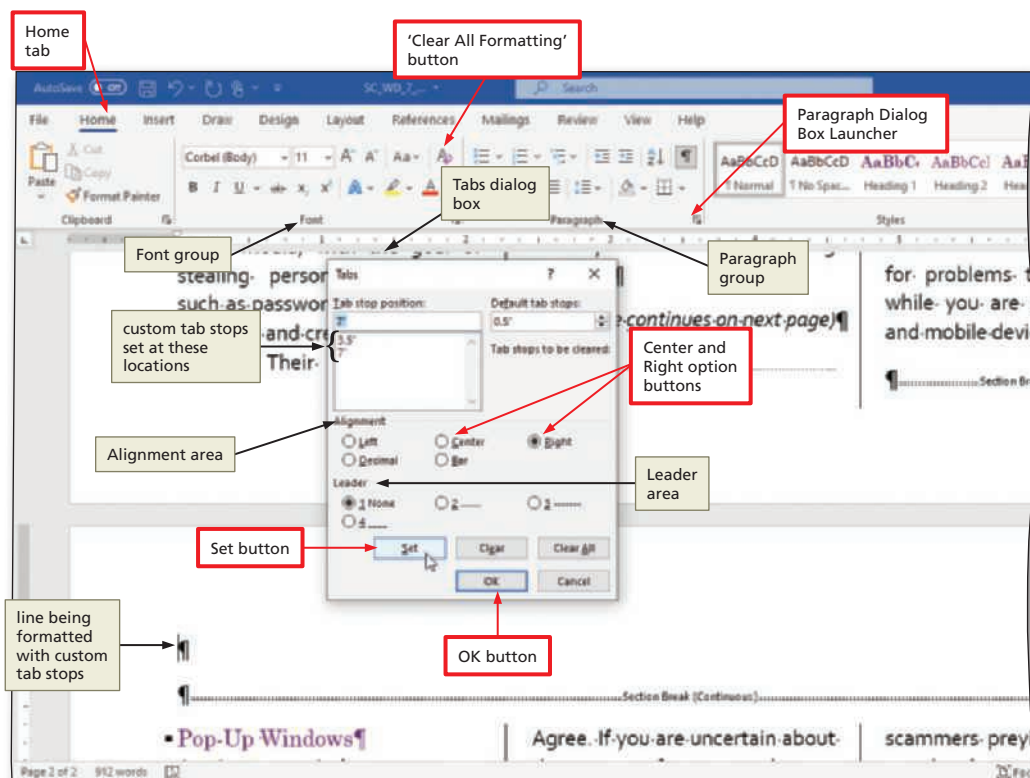 Home
tab
'Clear All Formatting'
button
AutoSave Off
SC_WD_7_...
Search
File Home Insert Draw Design Layout References Mailings Review View Help
Paragraph Dialog
Box Launcher
Cut
Copy
Format Painter
Paste
Corbel (Body) 11
AaBbCcD AaBbCcD AaBbC AaBbCc
¶ Normal ¶ No Spac... Heading 1 Heading 2
Tabs dialog
box
Clipboard Font Paragraph Styles
Font group
Paragraph
group
stealing· person
such·as·passwor
·and·cre
Their·
Tabs ? ×
Tab stop position:
7"
3.5"
7"
Default tab stops:
0.5"
Tab stops to be cleared:
·continues·on·next·page)¶
for· problems·
while· you· are·
and·mobile·devi
¶ Section Br
custom tab stops
set at these
locations
Center and
Right option
buttons
Alignment area
Alignment
Left Center Right
Decimal Bar
Leader
area
Leader
1 None 2..... 3-------
4___
Set button
Set Clear Clear All
OK Cancel
line being
formatted
with custom
tab stops
¶
OK button
¶ Section Break (Continuous)
Pop-Up Windows¶
Agree. If·you·are·uncertain·about·
scammers· prey
Page 2 of 2 912 words